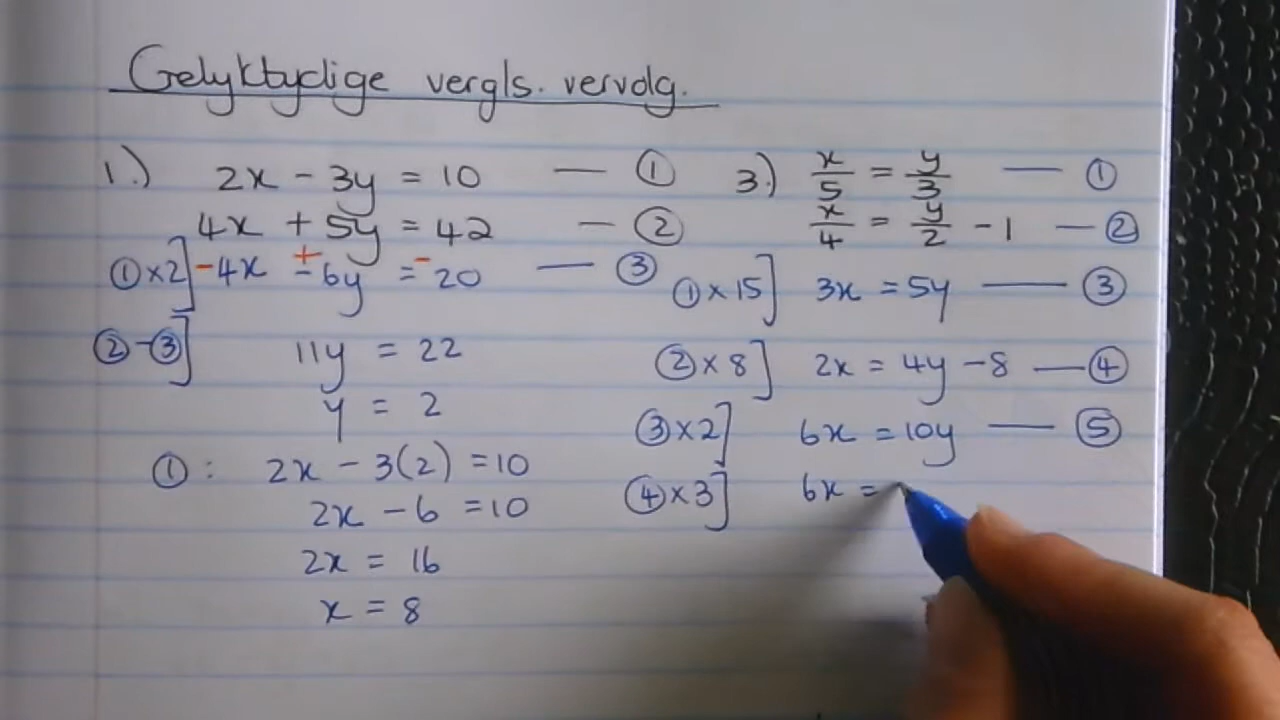 Gelyktydige vergls. vervolg.
1.) 2x - 3y = 10 — ①
4x + 5y = 42 — ②
①×2] - 4x +- 6y = - 20 — ③
②-③] 11y = 22
y = 2
①: 2x - 3(2) = 10
2x - 6 = 10
2x = 16
x = 8
3.) x/5 = y/3 — ①
x/4 = y/2 - 1 — ②
①×15] 3x = 5y — ③
②×8] 2x = 4y - 8 — ④
③×2] 6x = 10y — ⑤
④×3] 6x =